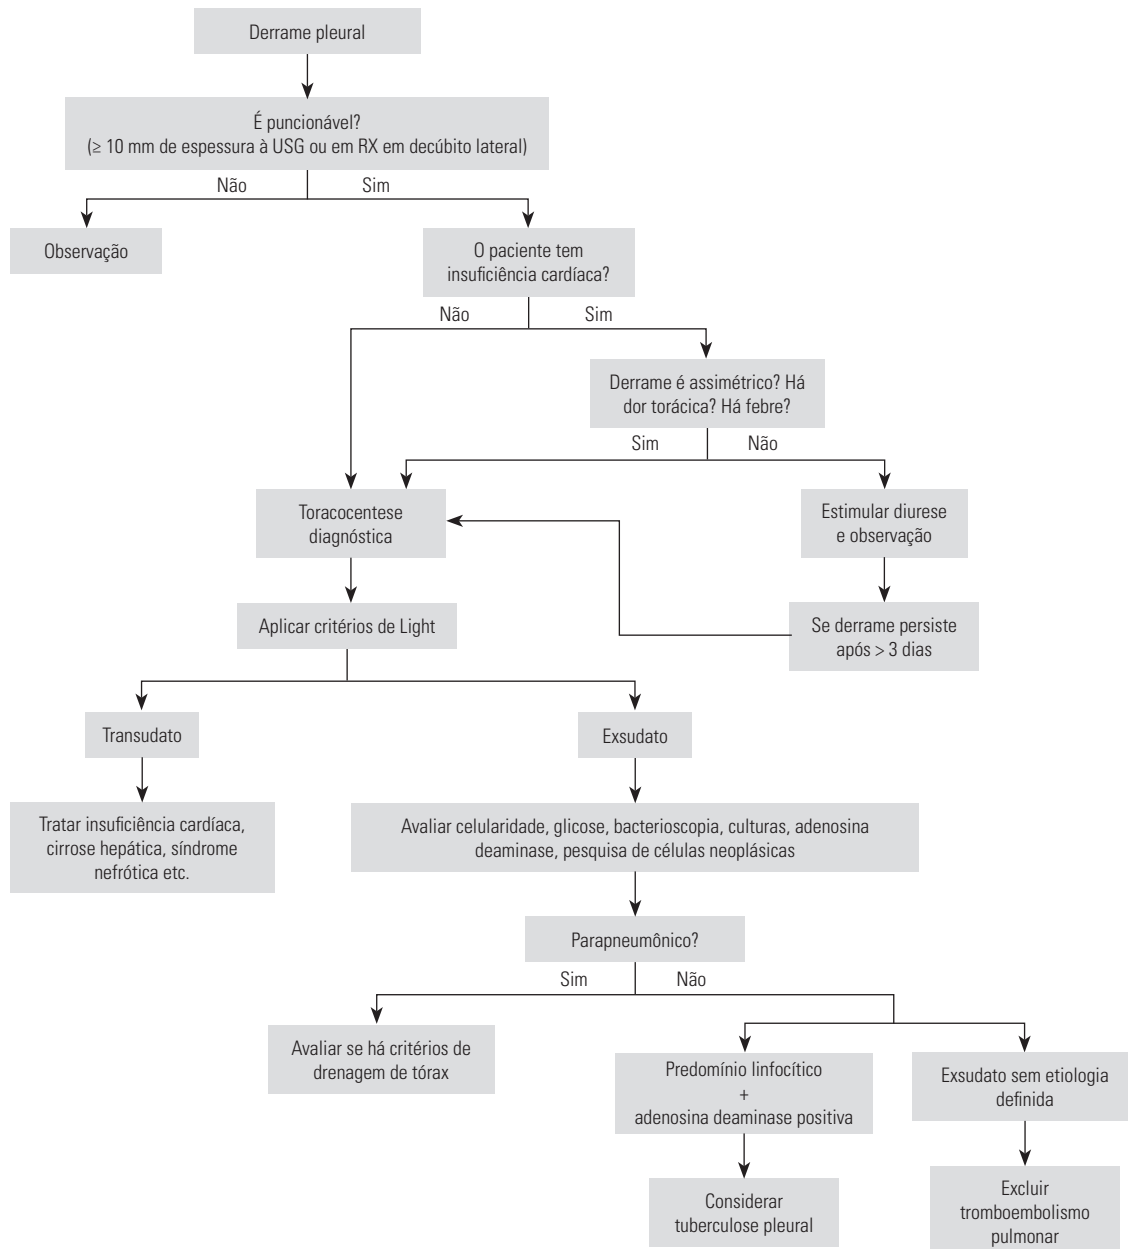 Derrame pleural
É puncionável?
(≥ 10 mm de espessura à USG ou em RX em decúbito lateral)
Não
Sim
Observação
O paciente tem
insuficiência cardíaca?
Não
Sim
Derrame é assimétrico? Há
dor torácica? Há febre?
Sim
Não
Toracocentese
diagnóstica
Estimular diurese
e observação
Aplicar critérios de Light
Se derrame persiste
após > 3 dias
Transudato
Exsudato
Tratar insuficiência cardíaca,
cirrose hepática, síndrome
nefrótica etc.
Avaliar celularidade, glicose, bacterioscopia, culturas, adenosina
deaminase, pesquisa de células neoplásicas
Parapneumônico?
Sim
Não
Avaliar se há critérios de
drenagem de tórax
Predomínio linfocítico
+
adenosina deaminase positiva
Exsudato sem etiologia
definida
Considerar
tuberculose pleural
Excluir
tromboembolismo
pulmonar